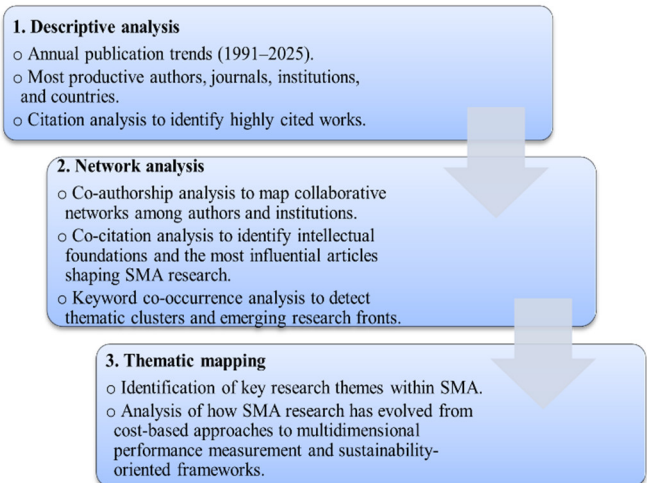 1. Descriptive analysis
o Annual publication trends (1991–2025).
o Most productive authors, journals, institutions,
and countries.
o Citation analysis to identify highly cited works.
2. Network analysis
o Co-authorship analysis to map collaborative
networks among authors and institutions.
o Co-citation analysis to identify intellectual
foundations and the most influential articles
shaping SMA research.
o Keyword co-occurrence analysis to detect
thematic clusters and emerging research fronts.
3. Thematic mapping
o Identification of key research themes within SMA.
o Analysis of how SMA research has evolved from
cost-based approaches to multidimensional
performance measurement and sustainability-
oriented frameworks.